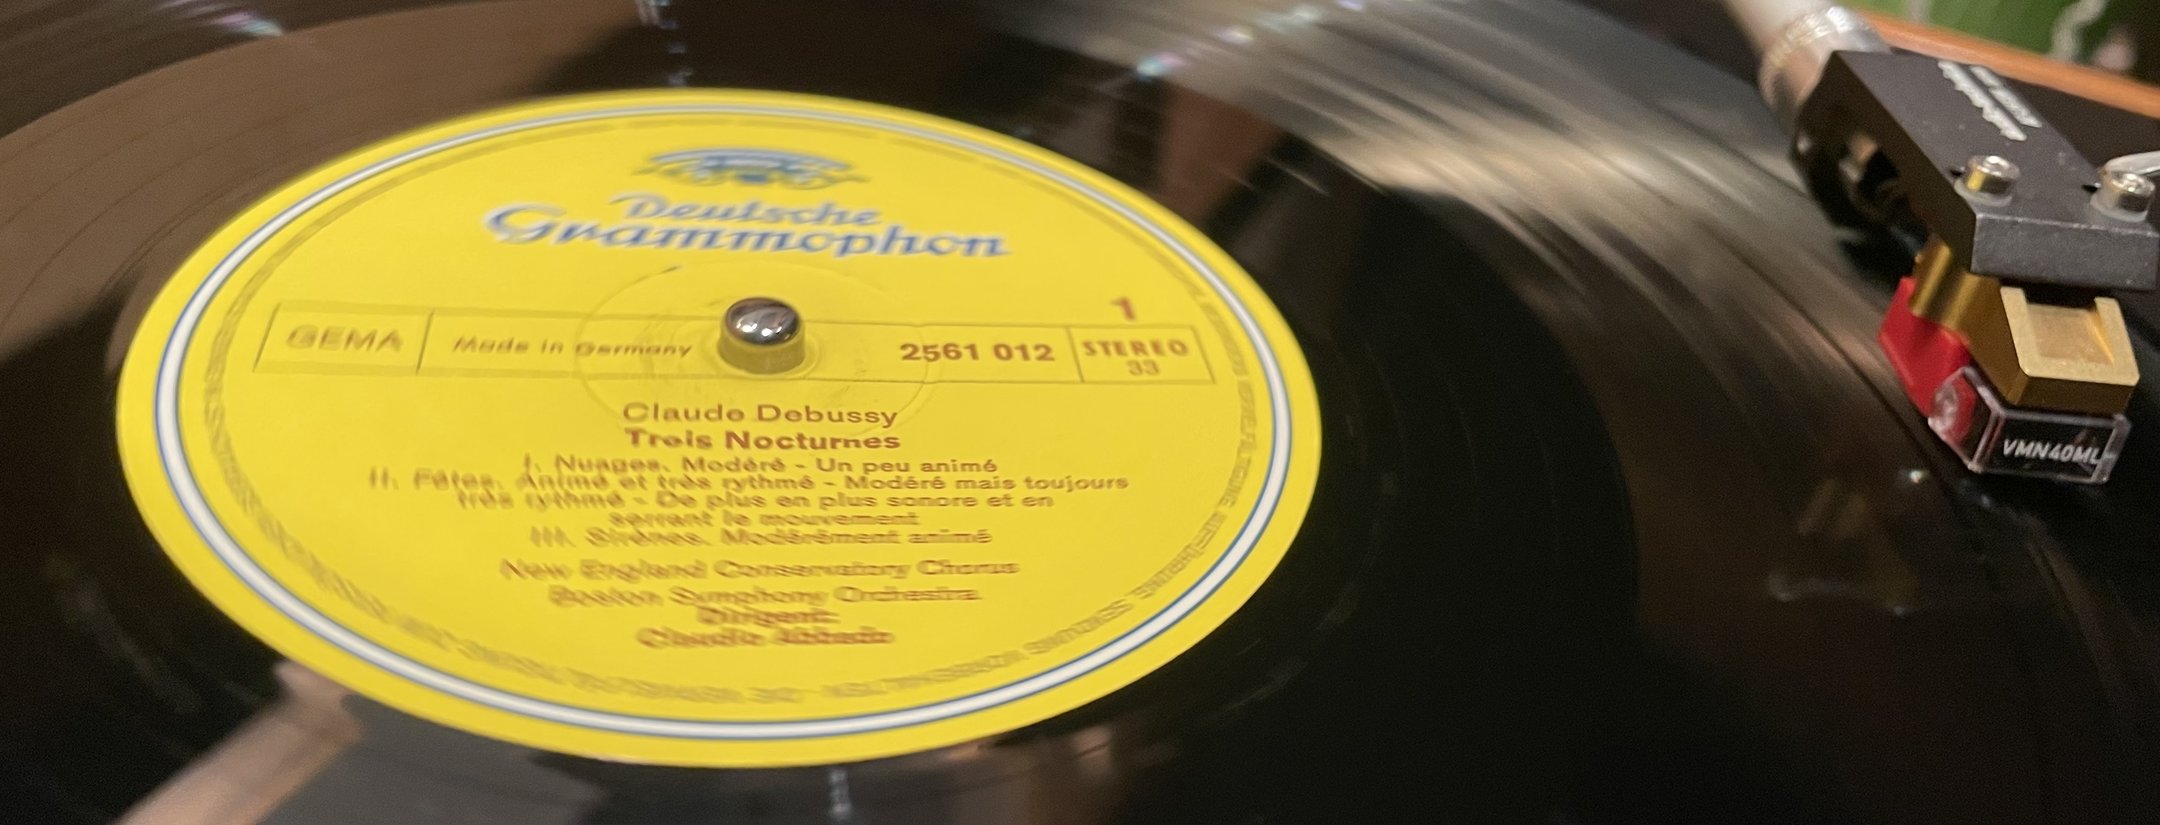 Deutsche
Grammophon
1
GEMA
Made in Germany
2561 012
STEREO
33
Claude Debussy
Trois Nocturnes
I. Nuages. Modéré - Un peu animé
II. Fêtes. Animé et très rythmé - Modéré mais toujours
très rythmé - De plus en plus sonore et en
serrant le mouvement
III. Sirènes. Modérément animé
New England Conservatory Chorus
Boston Symphony Orchestra
Dirigent:
Claudio Abbado
VMN40ML